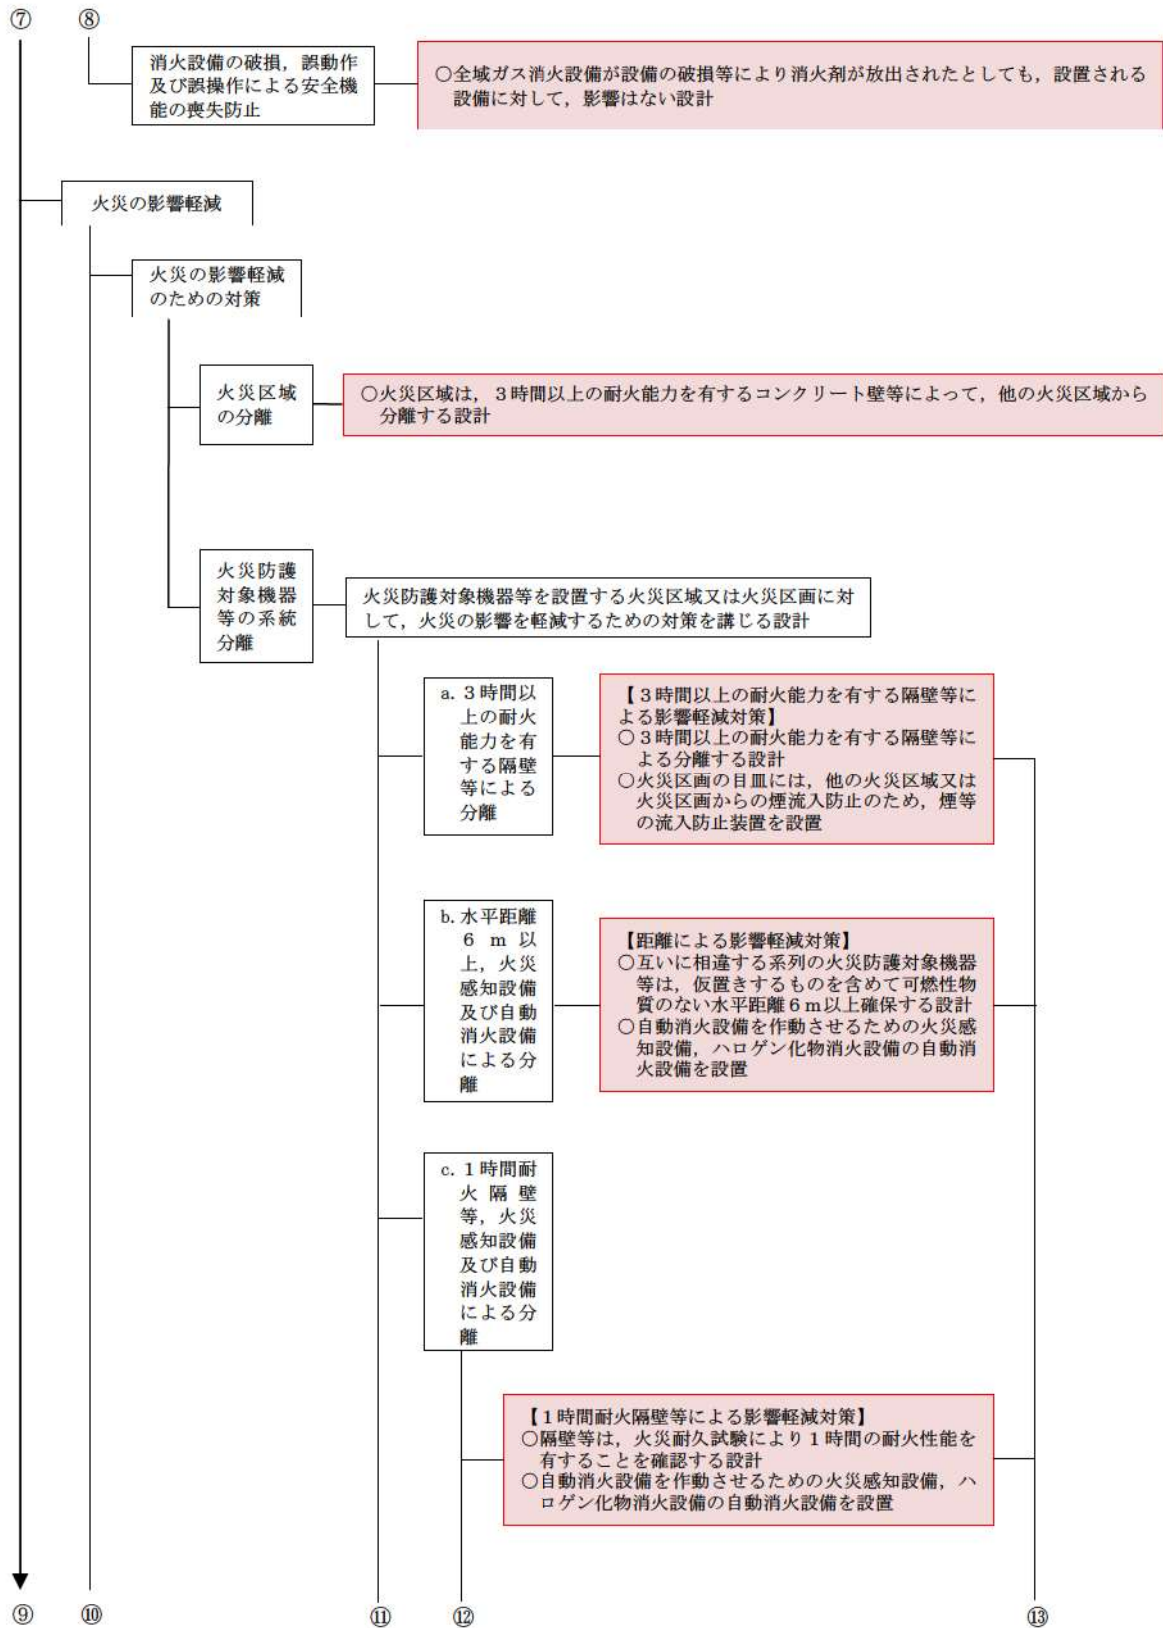 ⑦
⑧
消火設備の破損，誤動作
及び誤操作による安全機
能の喪失防止
○全域ガス消火設備が設備の破損等により消火剤が放出されたとしても，設置される
設備に対して，影響はない設計
火災の影響軽減
火災の影響軽減
のための対策
火災区域
の分離
○火災区域は，３時間以上の耐火能力を有するコンクリート壁等によって，他の火災区域から
分離する設計
火災防護
対象機器
等の系統
分離
火災防護対象機器等を設置する火災区域又は火災区画に対
して，火災の影響を軽減するための対策を講じる設計
a. ３時間以
上の耐火
能力を有
する隔壁
等による
分離
【３時間以上の耐火能力を有する隔壁等に
よる影響軽減対策】
○３時間以上の耐火能力を有する隔壁等に
よる分離する設計
○火災区画の目皿には，他の火災区域又は
火災区画からの煙流入防止のため，煙等
の流入防止装置を設置
b. 水平距離
６ｍ以
上，火災
感知設備
及び自動
消火設備
による分
離
【距離による影響軽減対策】
○互いに相違する系列の火災防護対象機器
等は，仮置きするものを含めて可燃性物
質のない水平距離６ｍ以上確保する設計
○自動消火設備を作動させるための火災感
知設備，ハロゲン化物消火設備の自動消
火設備を設置
c. １時間耐
火隔壁
等，火災
感知設備
及び自動
消火設備
による分
離
【１時間耐火隔壁等による影響軽減対策】
○隔壁等は，火災耐久試験により１時間の耐火性能を
有することを確認する設計
○自動消火設備を作動させるための火災感知設備，ハ
ロゲン化物消火設備の自動消火設備を設置
⑨
⑩
⑪
⑫
⑬